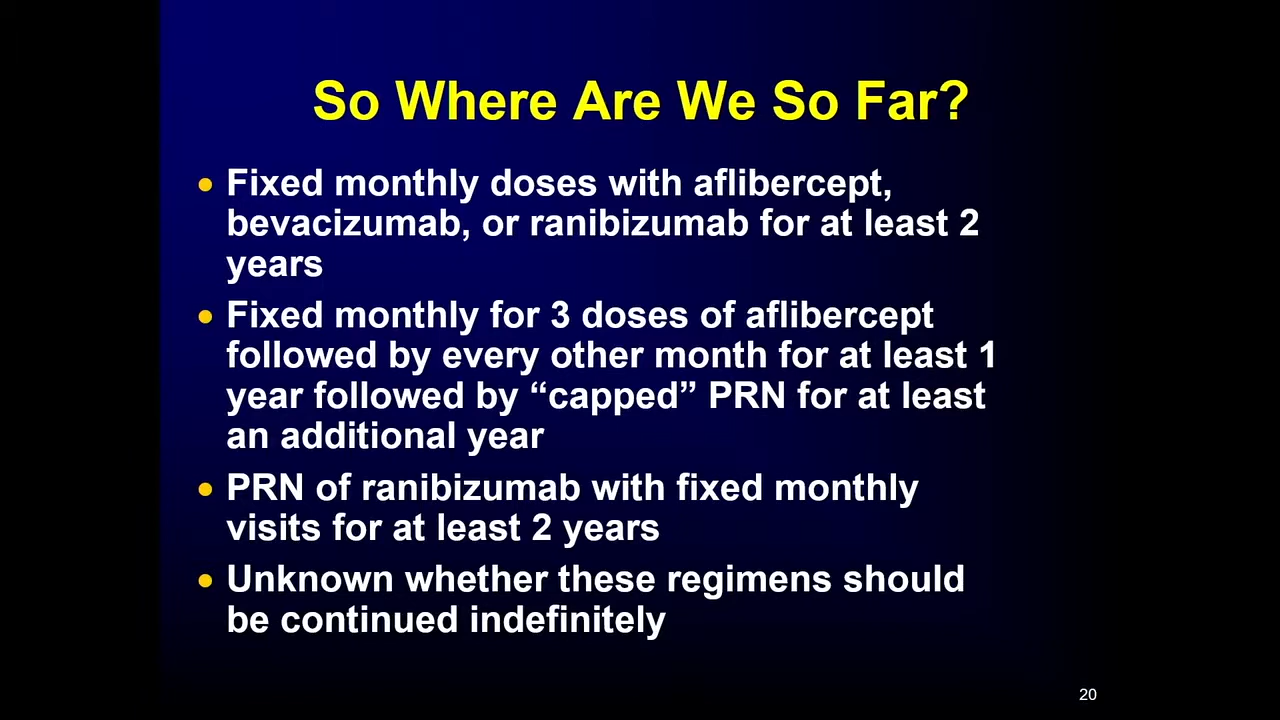 So Where Are We So Far?
• Fixed monthly doses with aflibercept,
bevacizumab, or ranibizumab for at least 2
years
• Fixed monthly for 3 doses of aflibercept
followed by every other month for at least 1
year followed by “capped” PRN for at least
an additional year
• PRN of ranibizumab with fixed monthly
visits for at least 2 years
• Unknown whether these regimens should
be continued indefinitely
20